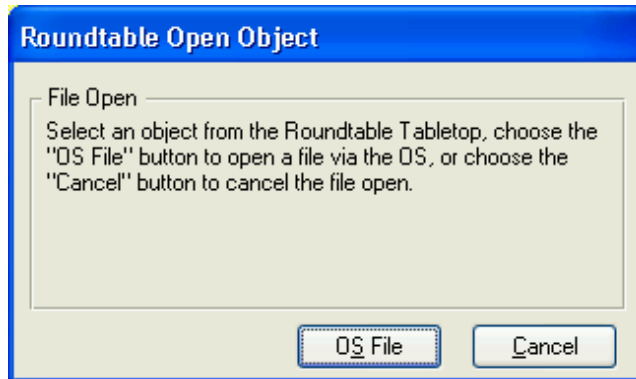 Roundtable Open Object
File Open
Select an object from the Roundtable Tabletop, choose the
"OS File" button to open a file via the OS, or choose the
"Cancel" button to cancel the file open.
OS File
Cancel